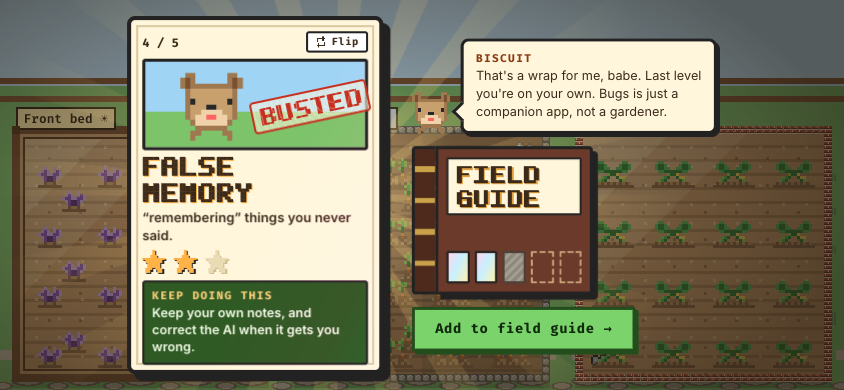 4 / 5
Flip
BUSTED
FALSE
MEMORY
“remembering” things you never
said.
KEEP DOING THIS
Keep your own notes, and
correct the AI when it gets you
wrong.
Front bed ☀
BISCUIT
That's a wrap for me, babe. Last level
you're on your own. Bugs is just a
companion app, not a gardener.
FIELD
GUIDE
Add to field guide →